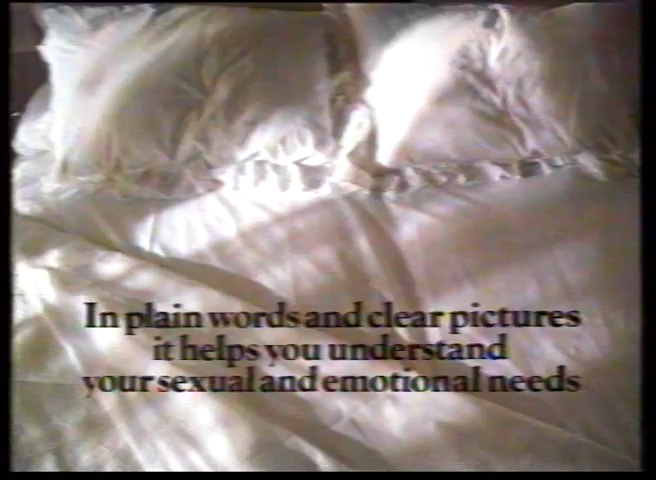 In plain words and clear pictures
it helps you understand
your sexual and emotional needs